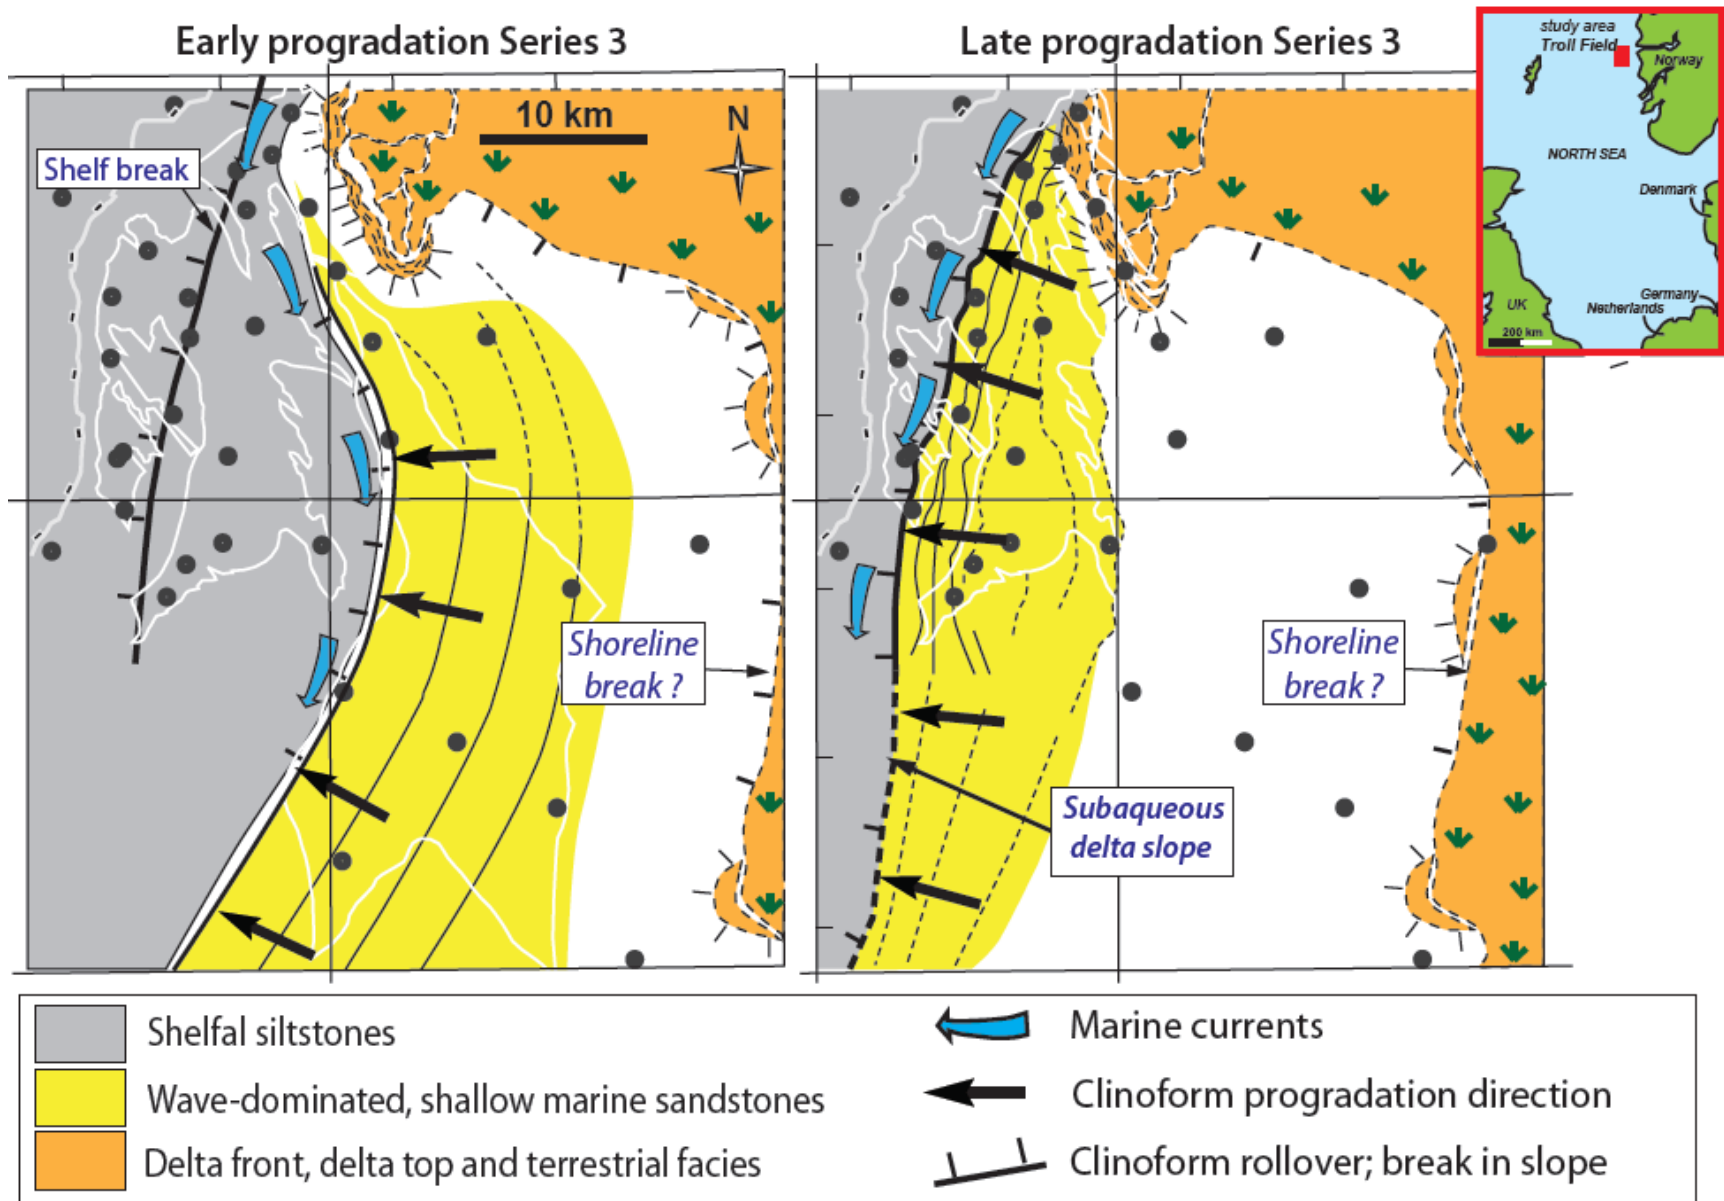 Early progradation Series 3
Late progradation Series 3
study area
Troll Field
Norway
NORTH SEA
Denmark
Germany
Netherlands
UK
200 km
10 km
N
Shelf break
Shoreline
break ?
Shoreline
break ?
Subaqueous
delta slope
Shelfal siltstones
Wave-dominated, shallow marine sandstones
Delta front, delta top and terrestrial facies
Marine currents
Clinoform progradation direction
Clinoform rollover; break in slope